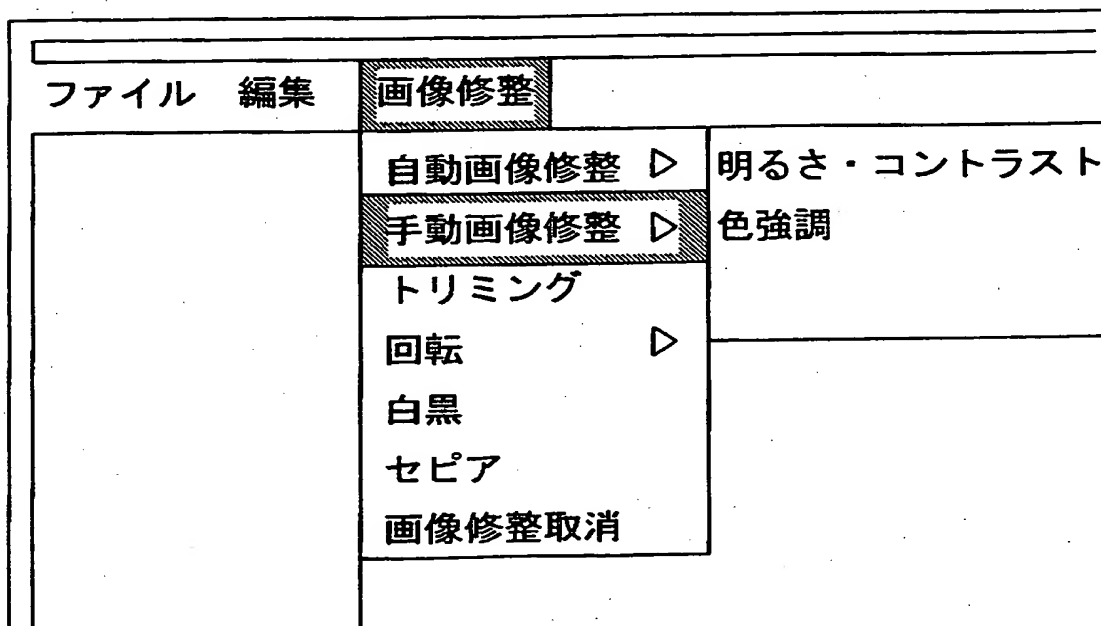 ファイル 編集 画像修整
自動画像修整 ▷
手動画像修整 ▷
トリミング
回転 ▷
白黒
セピア
画像修整取消
明るさ・コントラスト
色強調